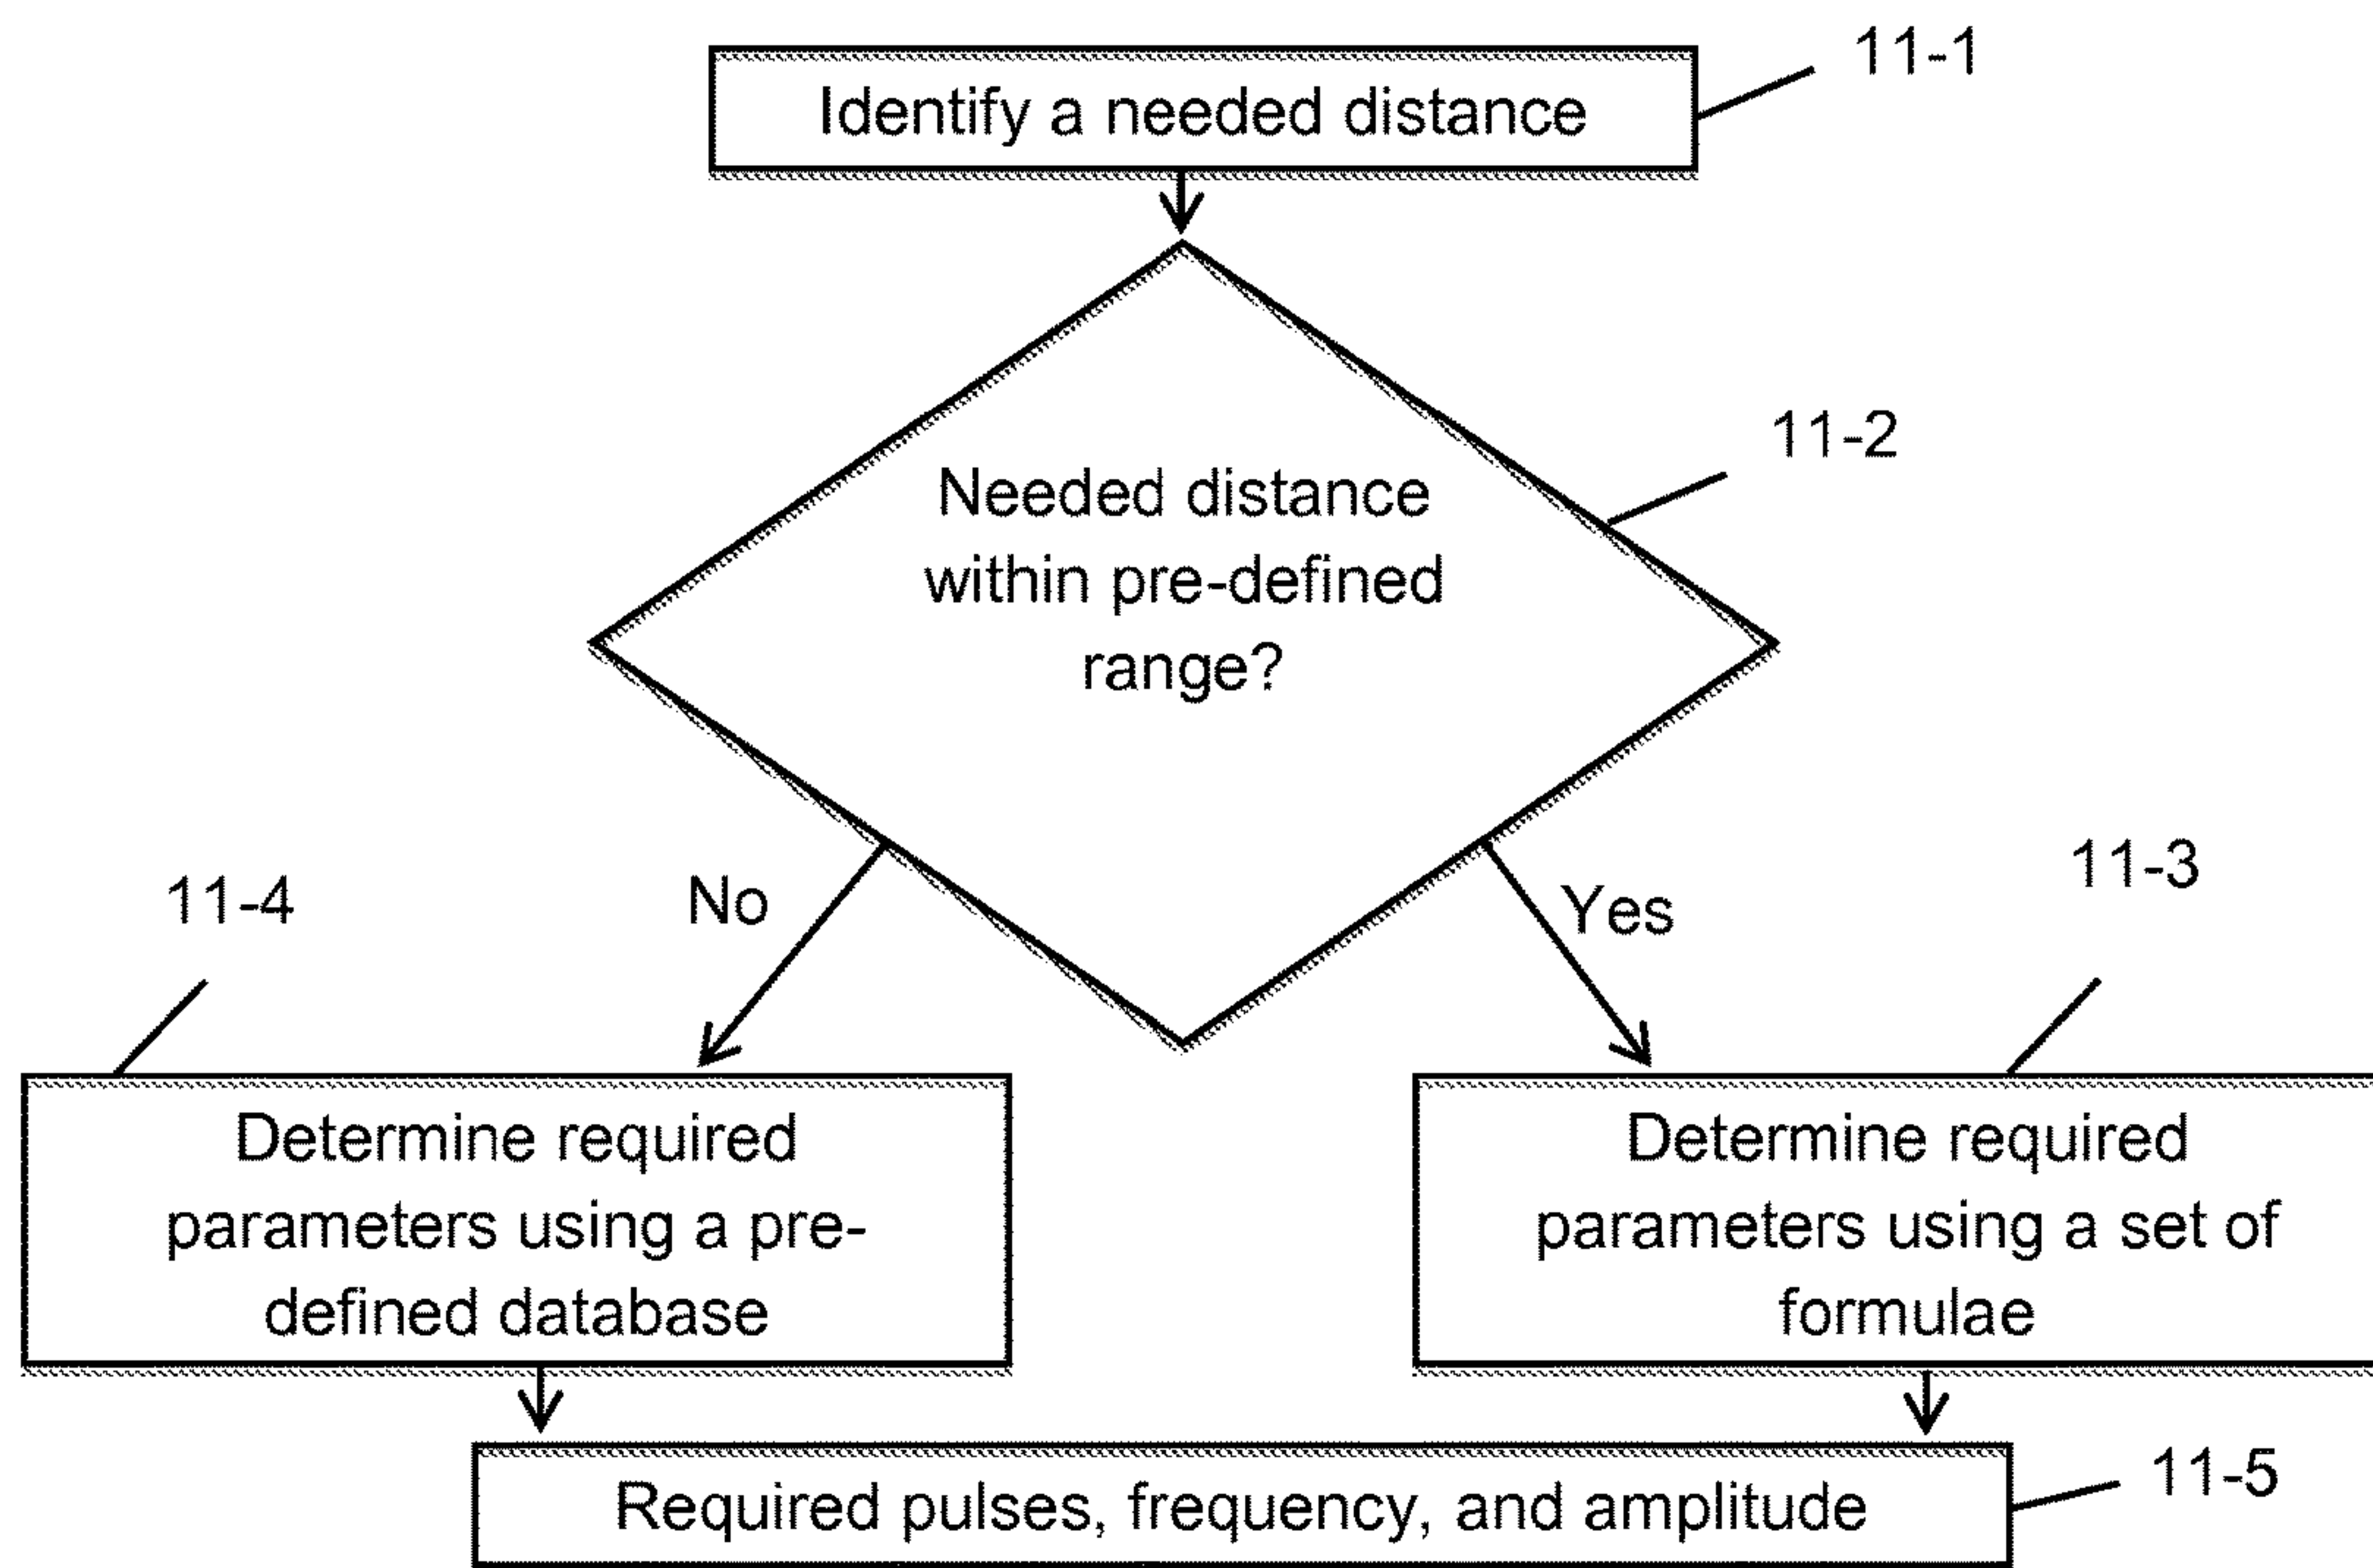 Identify a needed distance
11-1
Needed distance
within pre-defined
range?
11-2
No
Yes
11-4
11-3
Determine required
parameters using a pre-
defined database
Determine required
parameters using a set of
formulae
Required pulses, frequency, and amplitude
11-5